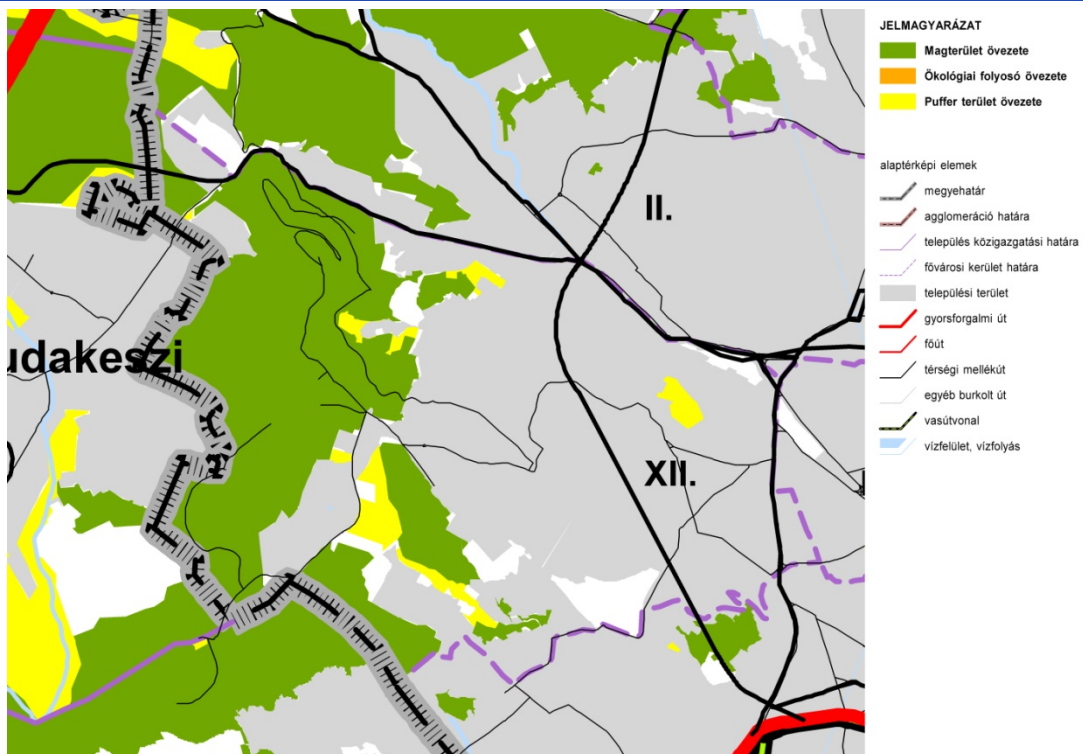 JELMAGYARÁZAT
Magterület övezete
Ökológiai folyosó övezete
Puffer terület övezete
alaptérképi elemek
megyehatár
agglomeráció határa
település közigazgatási határa
fővárosi kerület határa
települési terület
gyorsforgalmi út
főút
térségi mellékút
egyéb burkolt út
vasútvonal
vízfelület, vízfolyás
II.
udakeszi
XII.